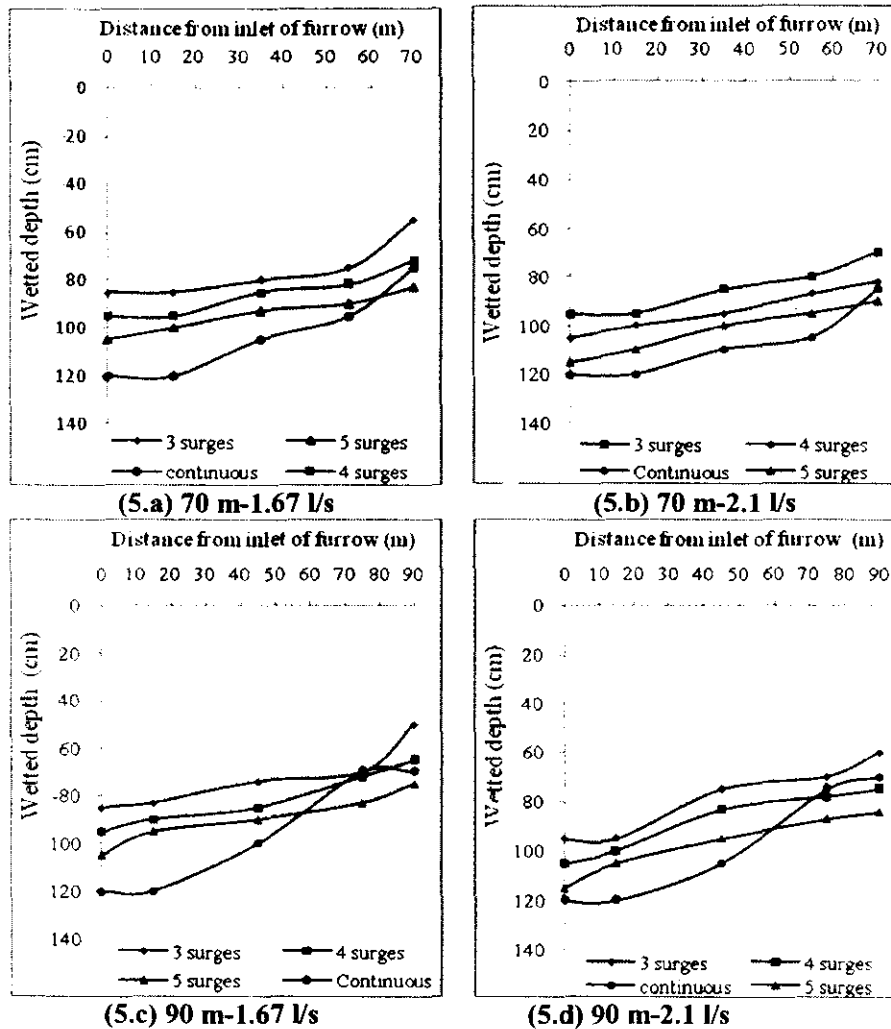 Distance from inlet of furrow (m)
0 10 20 30 40 50 60 70
0
20
40
60
80
100
120
140
Wetted depth (cm)
3 surges
5 surges
continuous
4 surges
(5.a) 70 m-1.67 l/s
Distance from inlet of furrow (m)
0 10 20 30 40 50 60 70
0
20
40
60
80
100
120
140
Wetted depth (cm)
3 surges
4 surges
Continuous
5 surges
(5.b) 70 m-2.1 l/s
Distance from inlet of furrow (m)
0 10 20 30 40 50 60 70 80 90
0
20
40
60
-80
100
120
140
Wetted depth (cm)
3 surges
4 surges
5 surges
Continuous
(5.c) 90 m-1.67 l/s
Distance from inlet of furrow (m)
0 10 20 30 40 50 60 70 80 90
0
20
40
60
80
100
120
140
Wetted depth (cm)
3 surges
4 surges
continuous
5 surges
(5.d) 90 m-2.1 l/s